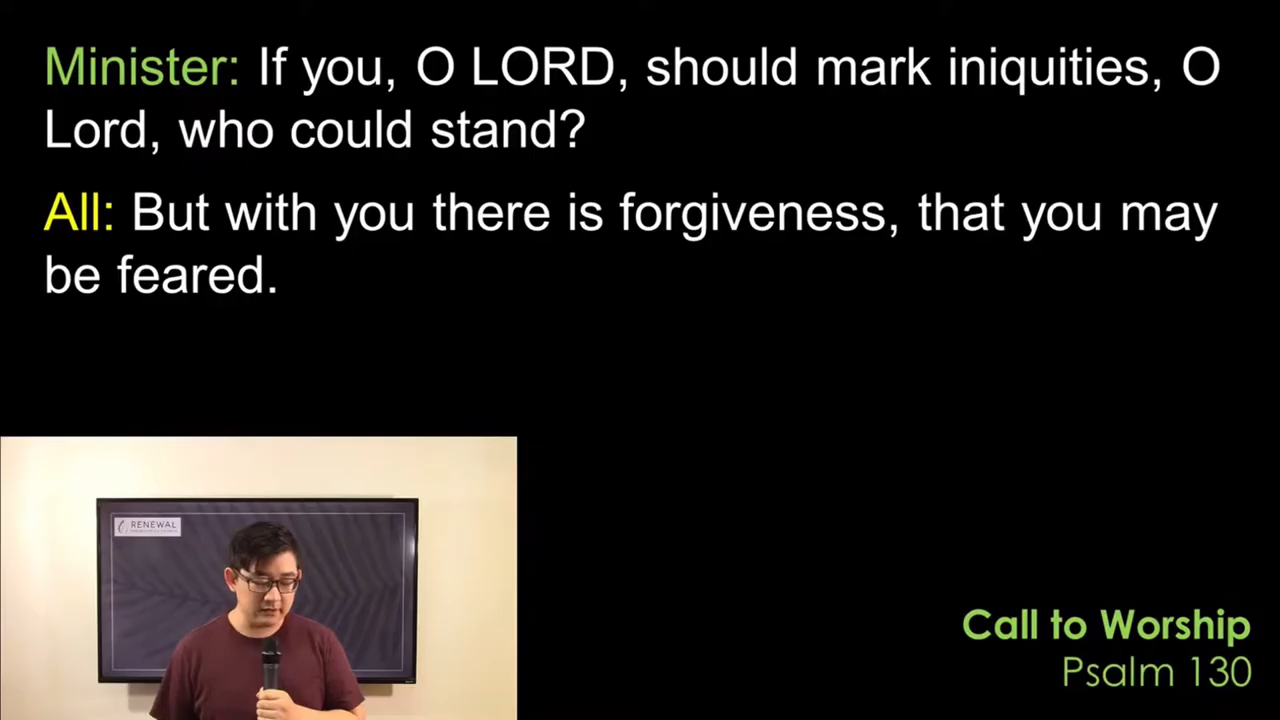 Minister: If you, O LORD, should mark iniquities, O
Lord, who could stand?
All: But with you there is forgiveness, that you may
be feared.
RENEWAL
Call to Worship
Psalm 130